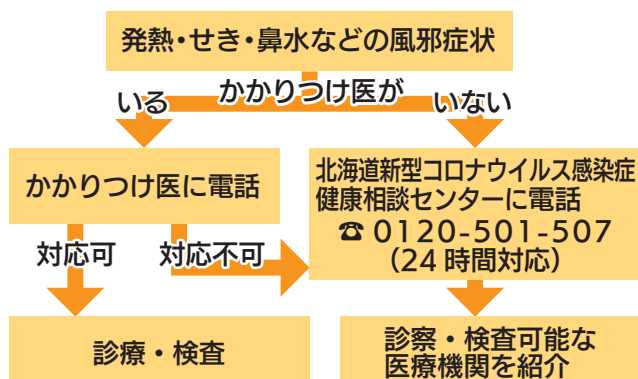 発熱・せき・鼻水などの風邪症状
かかりつけ医が
いる
いない
かかりつけ医に電話
北海道新型コロナウイルス感染症
健康相談センターに電話
☎ 0120-501-507
（24 時間対応）
対応可
対応不可
診療・検査
診察・検査可能な
医療機関を紹介